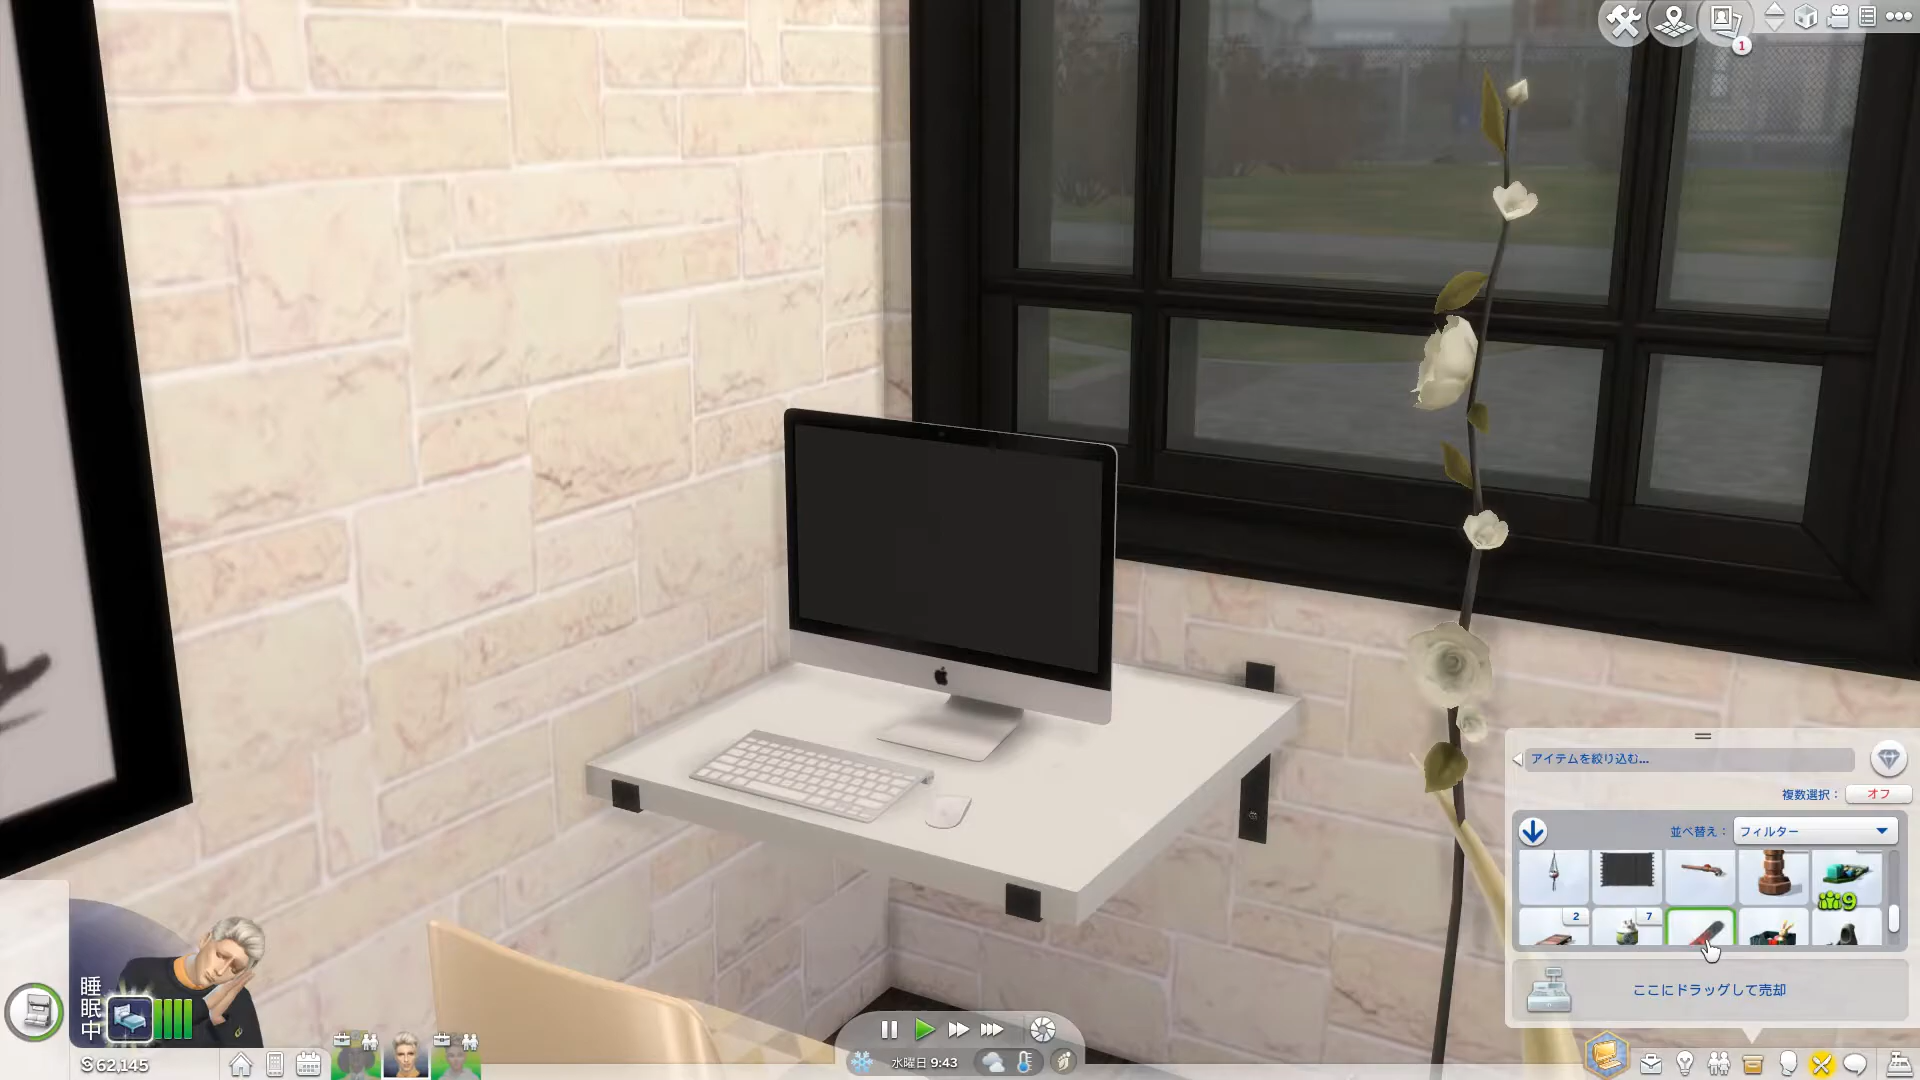 1
アイテムを絞り込む...
複数選択：
オフ
並べ替え：
フィルター
9
2
7
ここにドラッグして売却
睡眠中
§62,145
水曜日 9:43